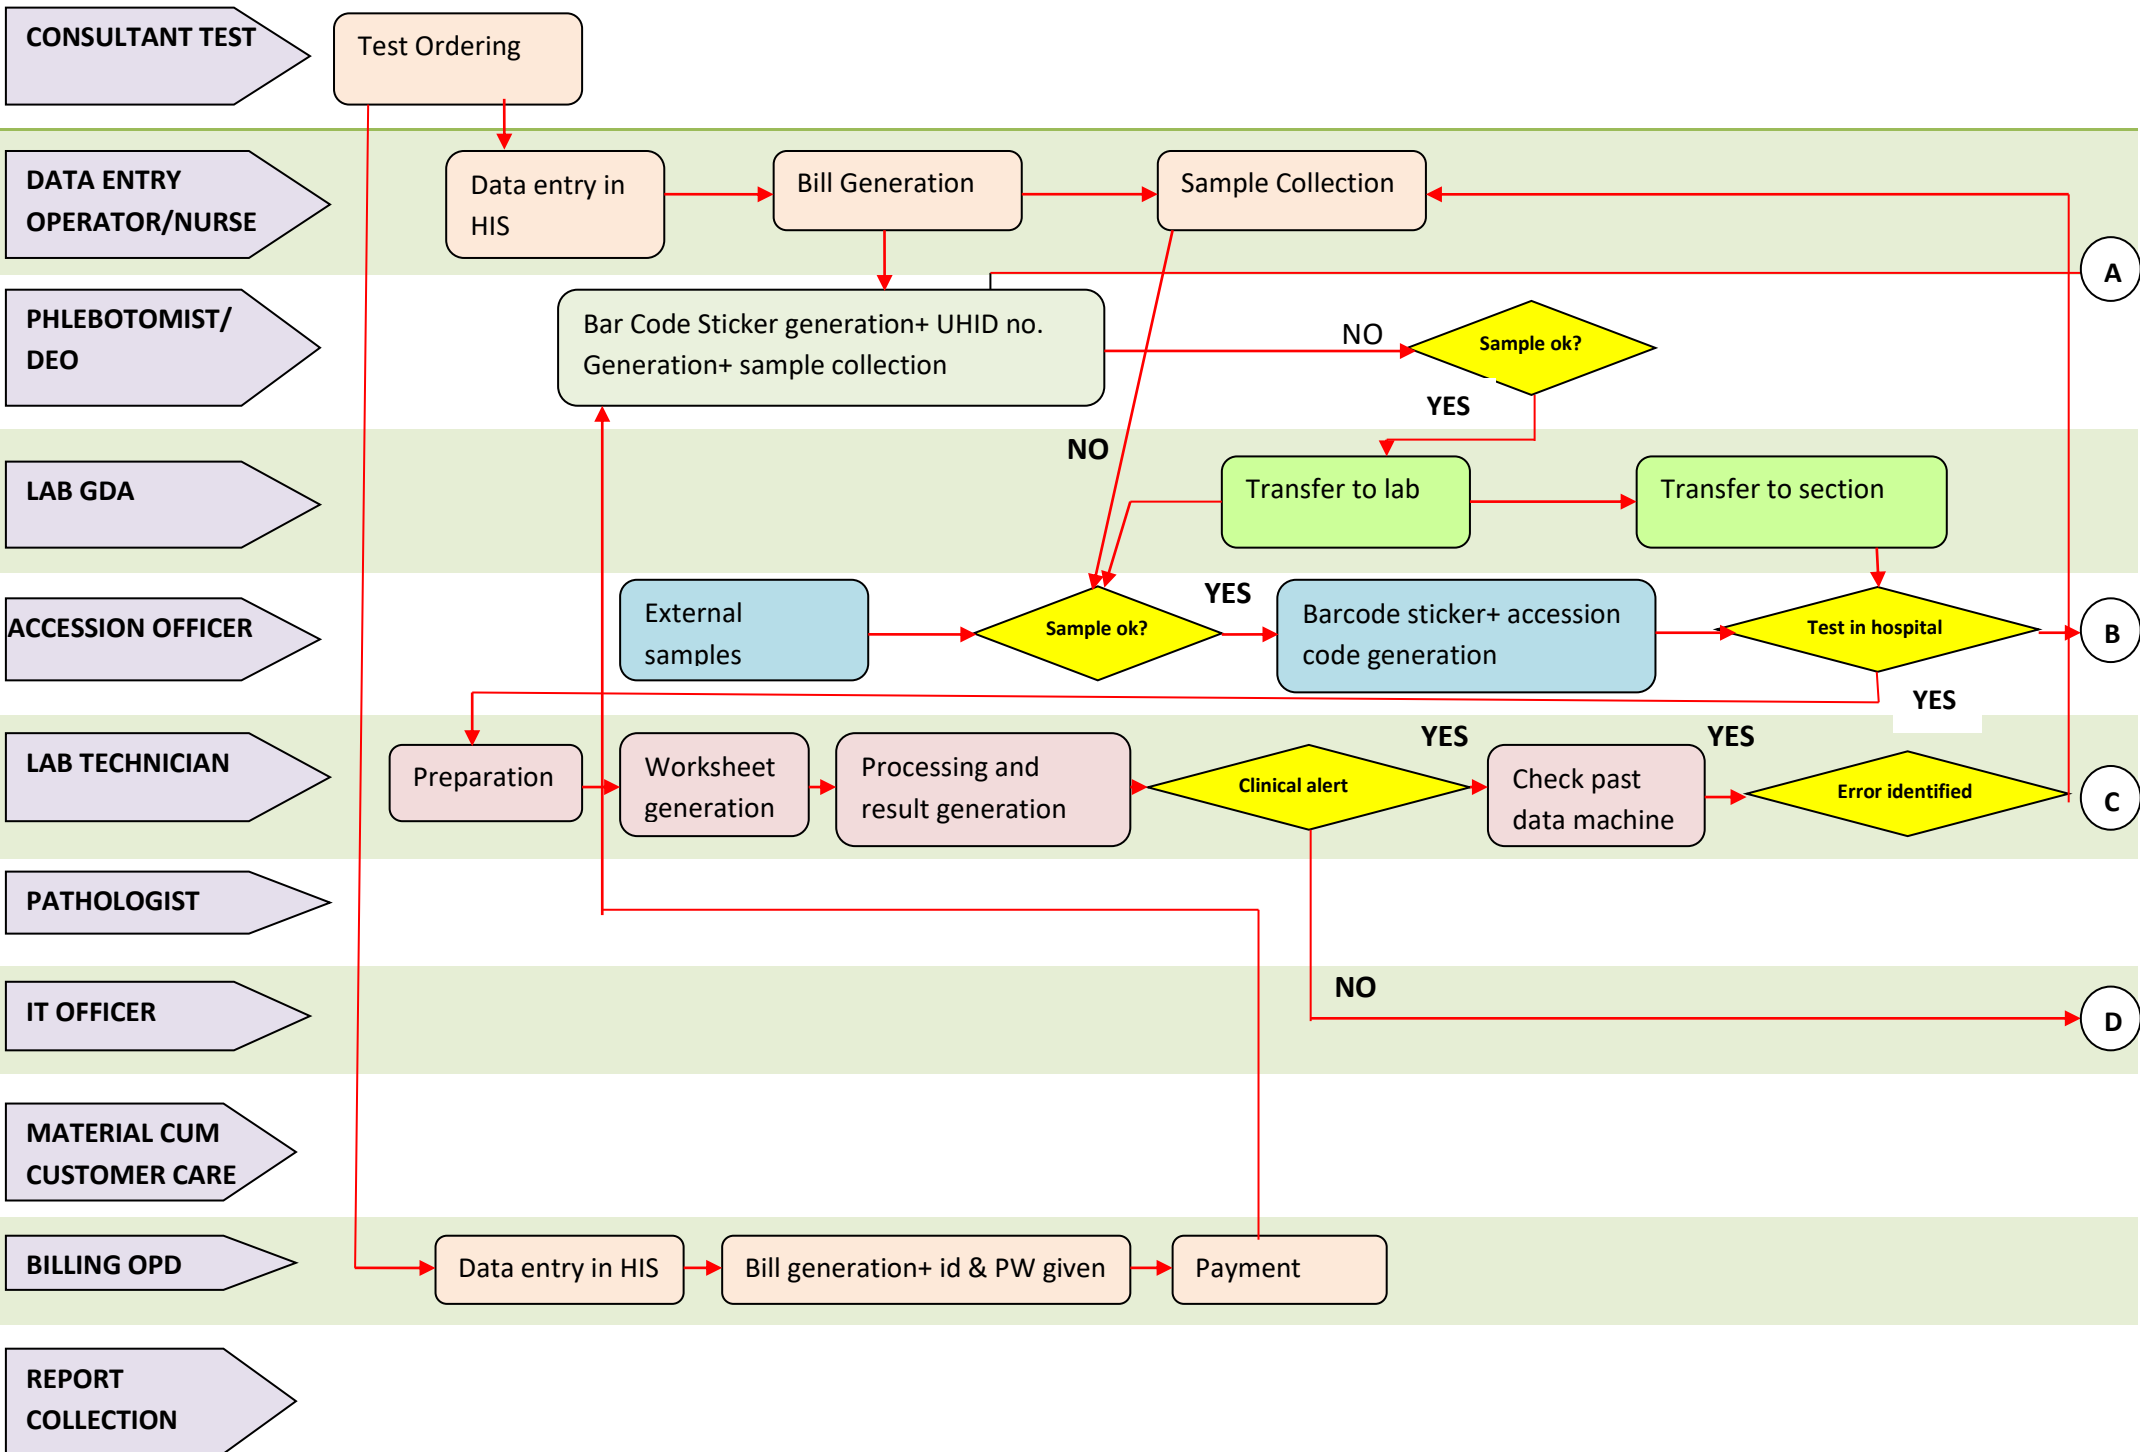 CONSULTANT TEST
Test Ordering
DATA ENTRY
OPERATOR/NURSE
Data entry in
HIS
Bill Generation
Sample Collection
A
PHLEBOTOMIST/
DEO
Bar Code Sticker generation+ UHID no.
Generation+ sample collection
NO
Sample ok?
YES
NO
LAB GDA
Transfer to lab
Transfer to section
ACCESSION OFFICER
External
samples
Sample ok?
YES
Barcode sticker+ accession
code generation
Test in hospital
B
YES
LAB TECHNICIAN
Preparation
Worksheet
generation
Processing and
result generation
Clinical alert
YES
Check past
data machine
YES
Error identified
C
PATHOLOGIST
IT OFFICER
NO
D
MATERIAL CUM
CUSTOMER CARE
BILLING OPD
Data entry in HIS
Bill generation+ id & PW given
Payment
REPORT
COLLECTION